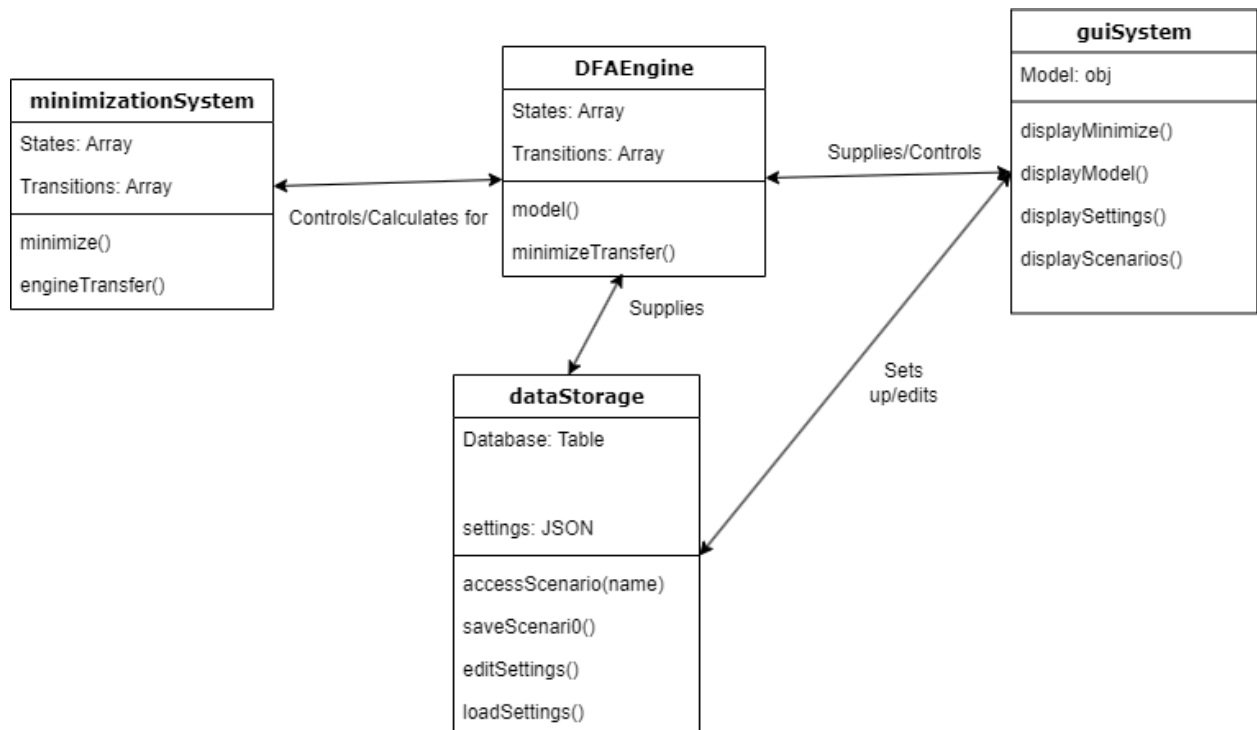 minimizationSystem
States: Array
Transitions: Array
minimize()
engineTransfer()
Controls/Calculates for
DFAEngine
States: Array
Transitions: Array
model()
minimizeTransfer()
Supplies/Controls
guiSystem
Model: obj
displayMinimize()
displayModel()
displaySettings()
displayScenarios()
Supplies
Sets
up/edits
dataStorage
Database: Table
settings: JSON
accessScenario(name)
saveScenari0()
editSettings()
loadSettings()